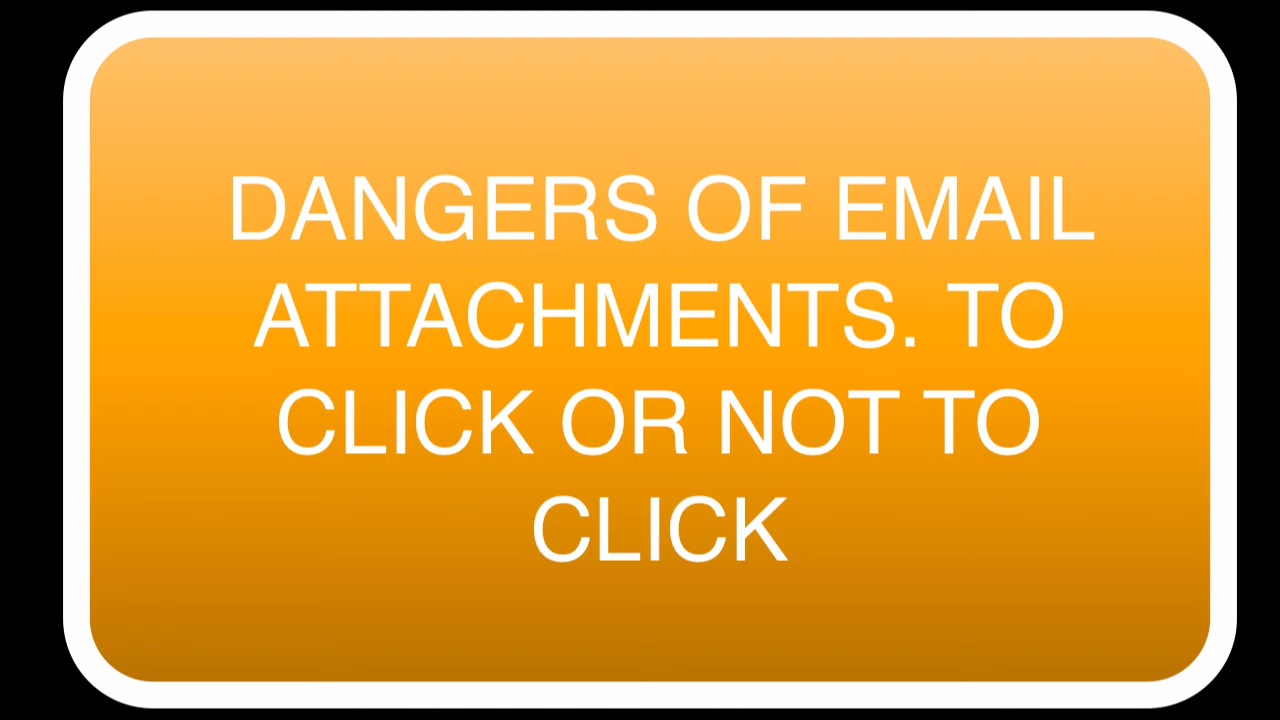 DANGERS OF EMAIL
ATTACHMENTS. TO
CLICK OR NOT TO
CLICK